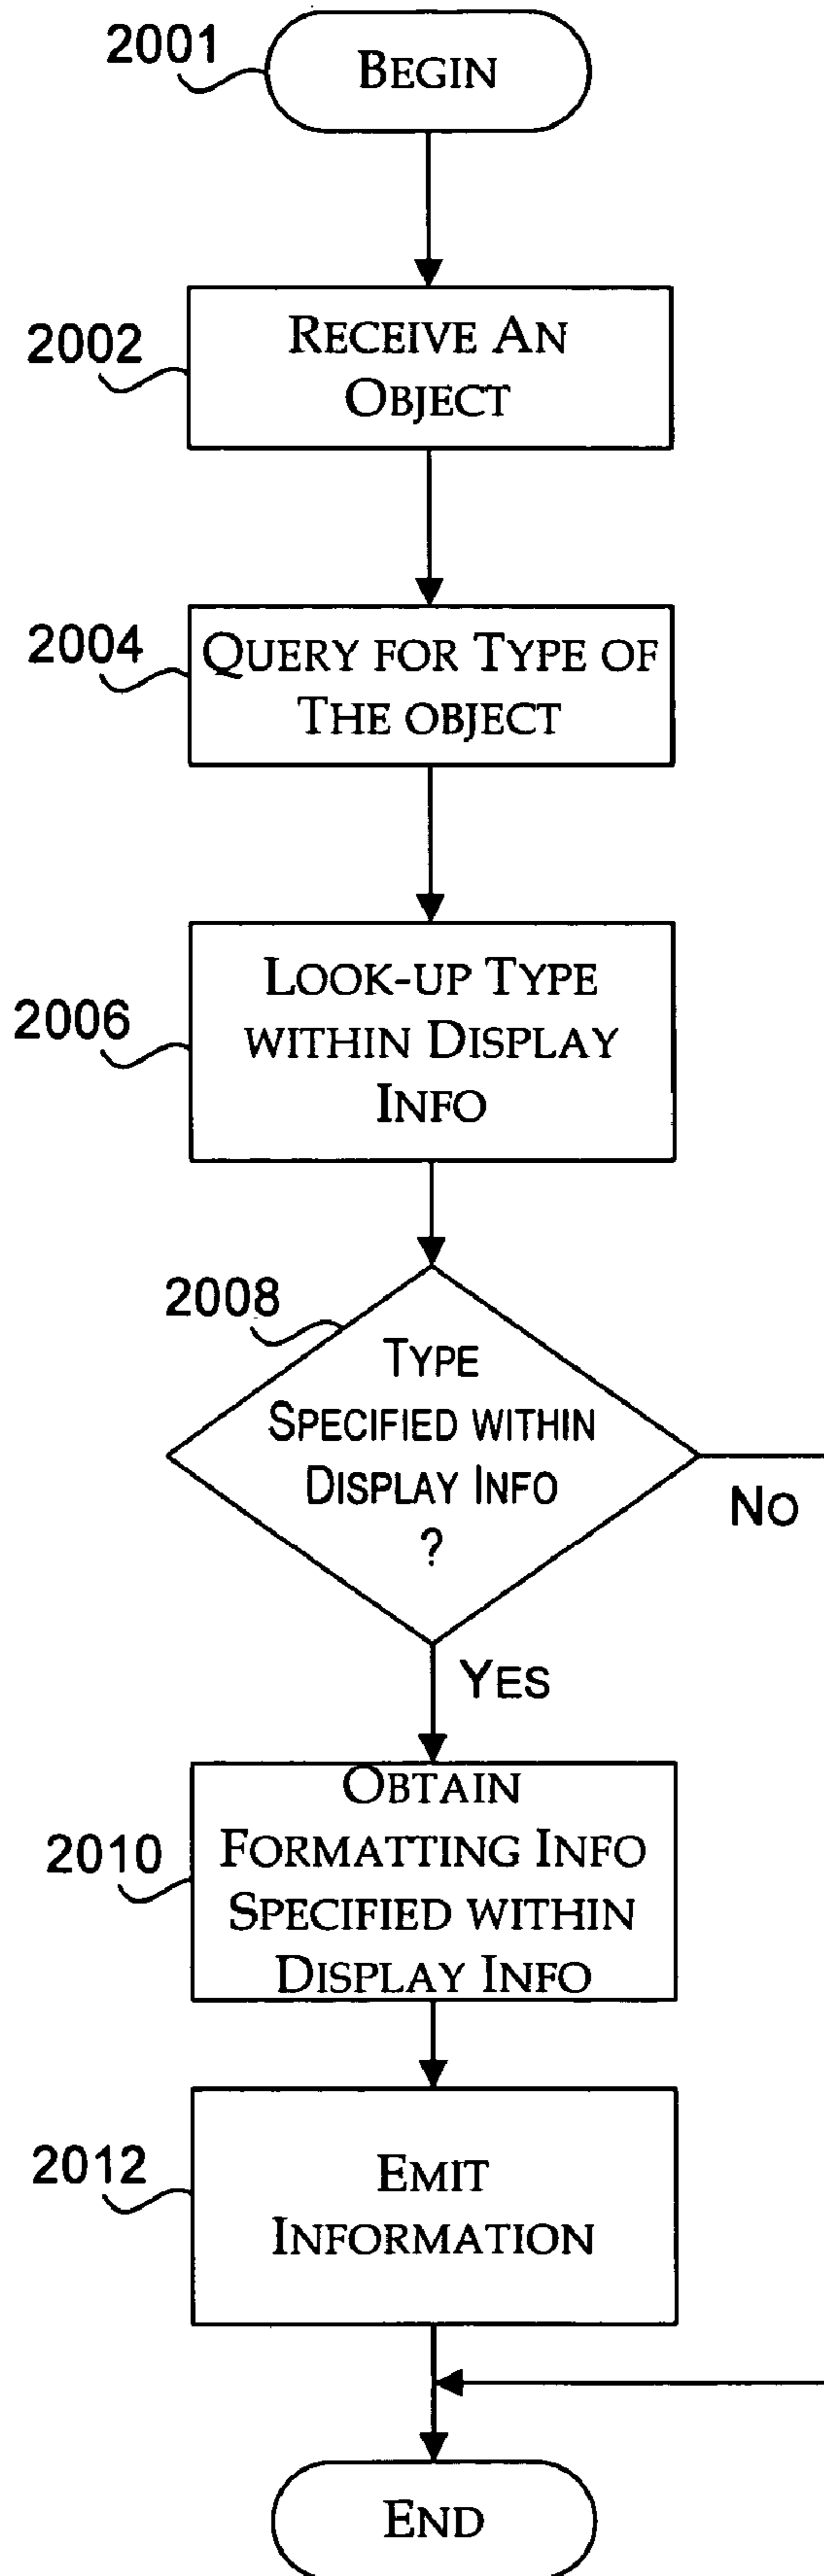 2001
BEGIN
2002
RECEIVE AN
OBJECT
2004
QUERY FOR TYPE OF
THE OBJECT
2006
LOOK-UP TYPE
WITHIN DISPLAY
INFO
2008
TYPE
SPECIFIED WITHIN
DISPLAY INFO
?
NO
YES
2010
OBTAIN
FORMATTING INFO
SPECIFIED WITHIN
DISPLAY INFO
2012
EMIT
INFORMATION
END